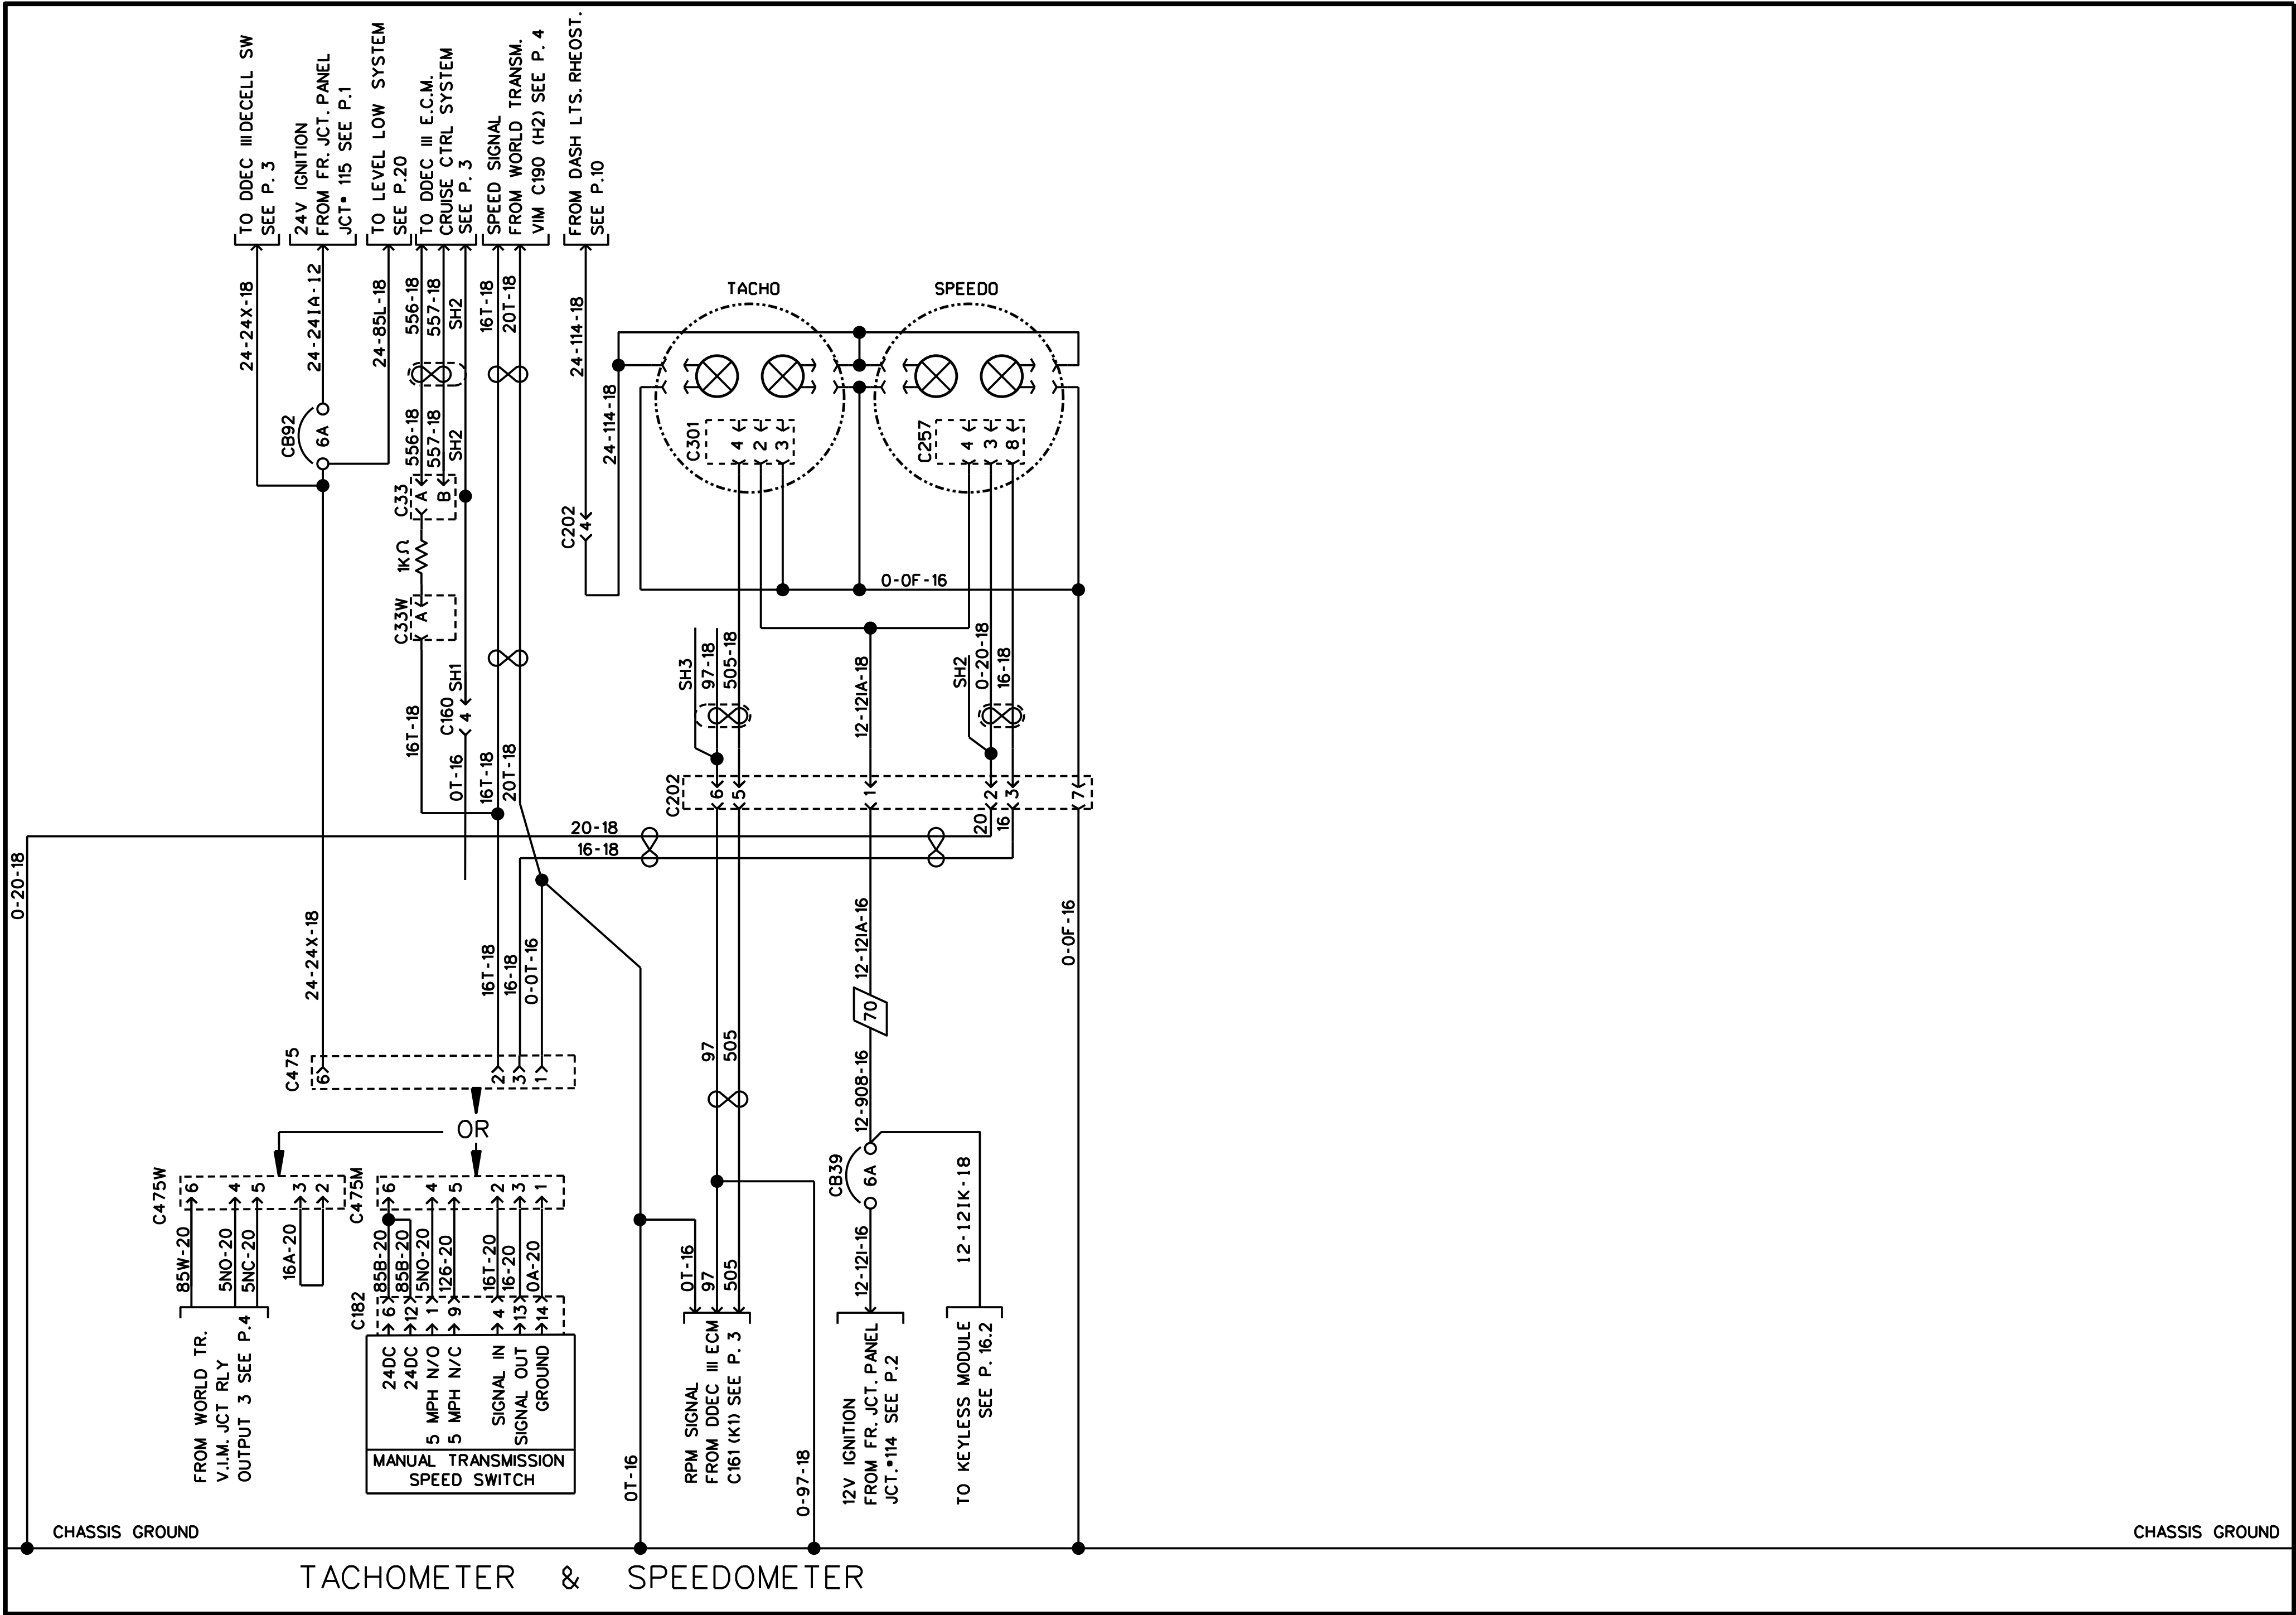 TO DDEC III DECELL SW
SEE P. 3
24V IGNITION
FROM FR. JCT. PANEL
JCT# 115 SEE P.1
TO LEVEL LOW SYSTEM
SEE P.20
TO DDEC III E.C.M.
CRUISE CTRL SYSTEM
SEE P. 3
SPEED SIGNAL
FROM WORLD TRANSM.
VIM C190 (H2) SEE P. 4
FROM DASH LTS. RHEOST.
SEE P.10
24-24X-18
24-24IA-12
24-85L-18
556-18
557-18
SH2
16T-18
20T-18
24-114-18
TACHO
SPEEDO
CB92
6A
556-18
557-18
SH2
24-114-18
C301
4
2
3
C257
4
3
8
C33
A
B
C202
4
1KΩ
0-0F-16
C33W
A
SH1
C160
4
16T-18
0T-16
16T-18
20T-18
SH3
97-18
505-18
12-12IA-18
SH2
0-20-18
16-18
C202
6
5
1
2
3
7
20
16
20-18
16-18
0-20-18
24-24X-18
16T-18
16-18
0-0T-16
12-12IA-16
0-0F-16
70
97
505
12-908-16
C475
6
2
3
1
OR
C475W
6
4
5
3
2
C475M
6
4
5
2
3
1
CB39
6A
12-12IK-18
85W-20
5NO-20
5NC-20
16A-20
85B-20
85B-20
5NO-20
126-20
16T-20
16-20
0A-20
0T-16
97
505
12-12I-16
C182
6
12
1
9
4
13
14
24DC
24DC
5 MPH N/O
5 MPH N/C
SIGNAL IN
SIGNAL OUT
GROUND
MANUAL TRANSMISSION
SPEED SWITCH
FROM WORLD TR.
V.I.M. JCT RLY
OUTPUT 3 SEE P.4
0T-16
RPM SIGNAL
FROM DDEC III ECM
C161 (K1) SEE P. 3
0-97-18
12V IGNITION
FROM FR. JCT. PANEL
JCT.#114 SEE P.2
TO KEYLESS MODULE
SEE P. 16.2
CHASSIS GROUND
CHASSIS GROUND
TACHOMETER & SPEEDOMETER